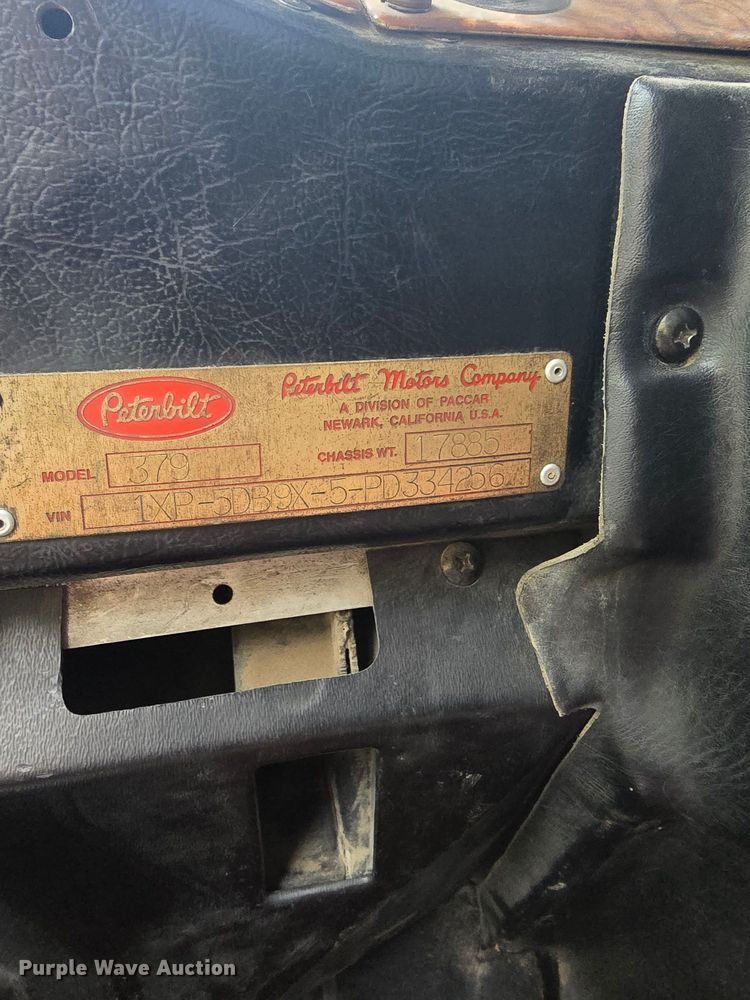 Peterbilt
Peterbilt Motors Company
A DIVISION OF PACCAR
NEWARK, CALIFORNIA U.S.A.
MODEL 379
CHASSIS WT. 17885
VIN 1XP-5DB9X-5-PD334256
Purple Wave Auction